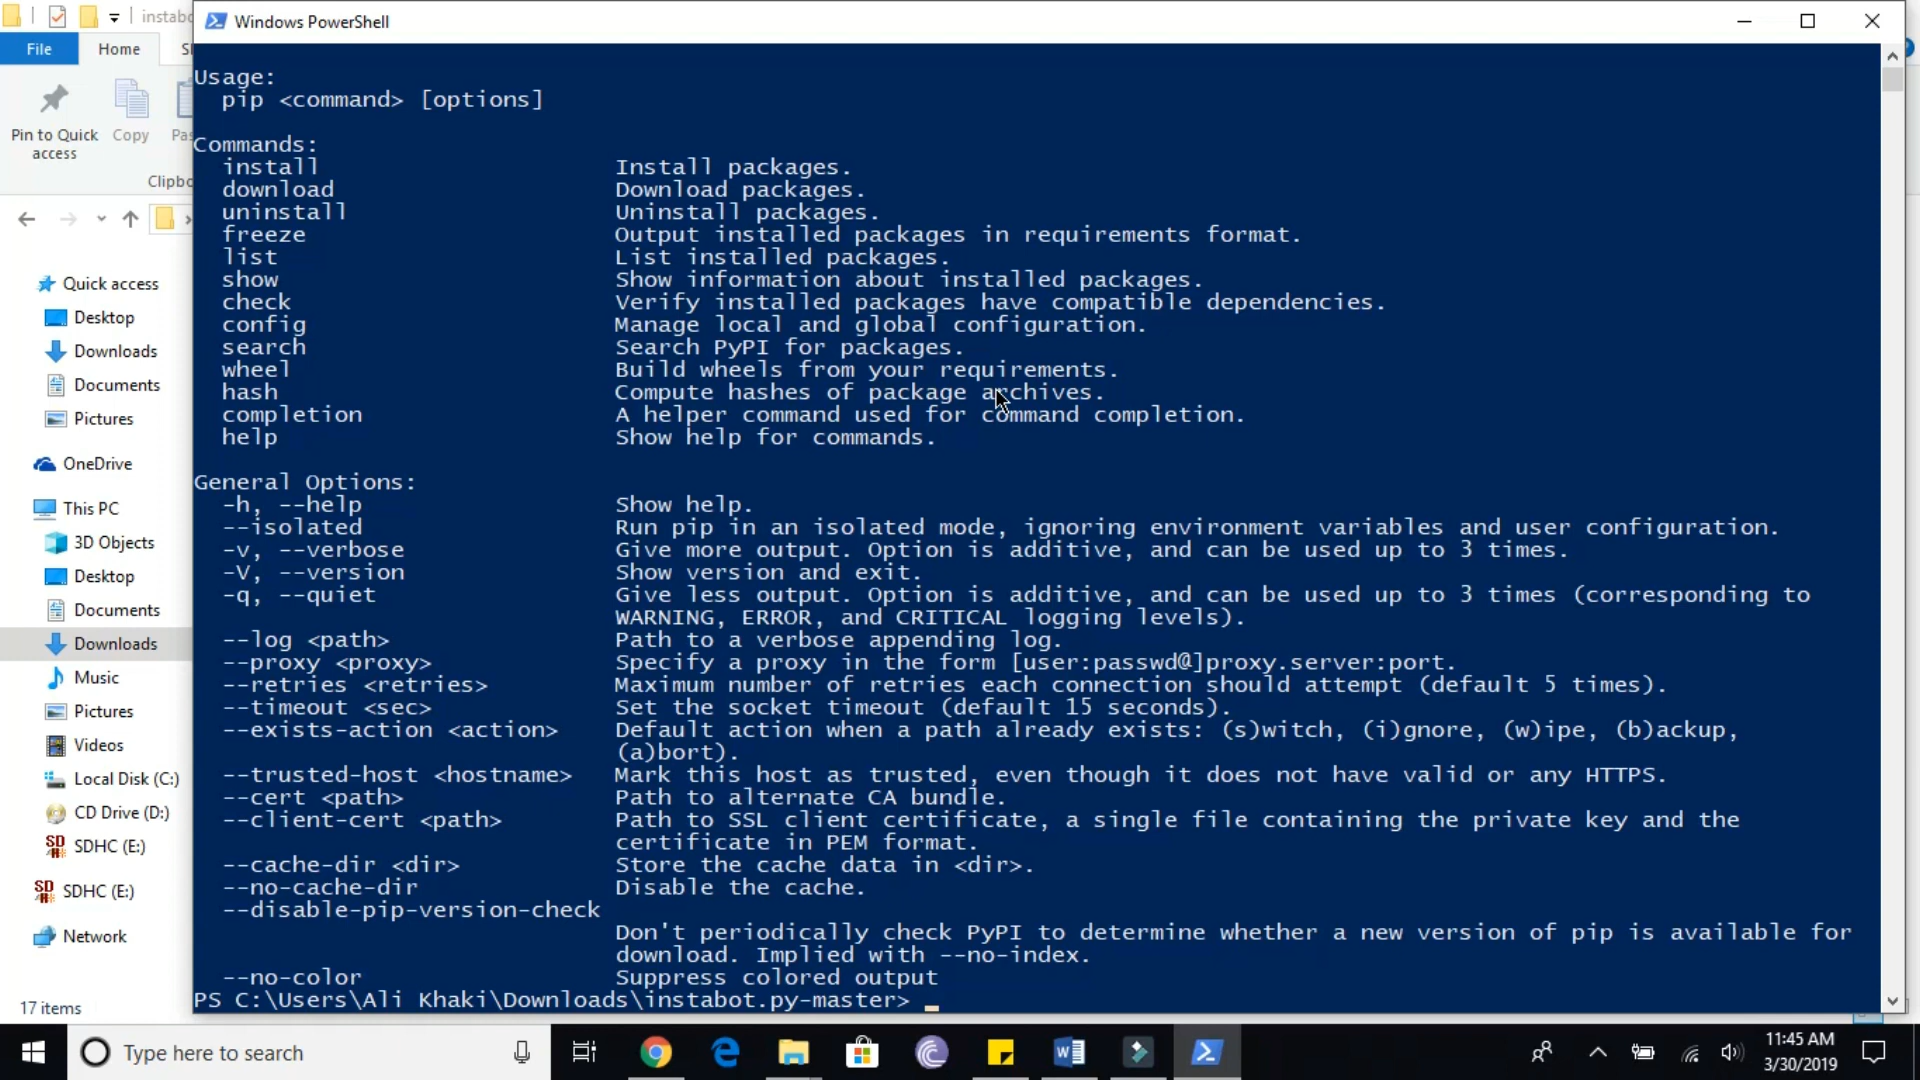 instab
Windows PowerShell
File
Home
Pin to Quick access
Copy
Usage:
pip <command> [options]
Commands:
install Install packages.
download Download packages.
uninstall Uninstall packages.
freeze Output installed packages in requirements format.
list List installed packages.
show Show information about installed packages.
check Verify installed packages have compatible dependencies.
config Manage local and global configuration.
search Search PyPI for packages.
wheel Build wheels from your requirements.
hash Compute hashes of package archives.
completion A helper command used for command completion.
help Show help for commands.
General Options:
-h, --help Show help.
--isolated Run pip in an isolated mode, ignoring environment variables and user configuration.
-v, --verbose Give more output. Option is additive, and can be used up to 3 times.
-V, --version Show version and exit.
-q, --quiet Give less output. Option is additive, and can be used up to 3 times (corresponding to
WARNING, ERROR, and CRITICAL logging levels).
--log <path> Path to a verbose appending log.
--proxy <proxy> Specify a proxy in the form [user:passwd@]proxy.server:port.
--retries <retries> Maximum number of retries each connection should attempt (default 5 times).
--timeout <sec> Set the socket timeout (default 15 seconds).
--exists-action <action> Default action when a path already exists: (s)witch, (i)gnore, (w)ipe, (b)ackup,
(a)bort).
--trusted-host <hostname> Mark this host as trusted, even though it does not have valid or any HTTPS.
--cert <path> Path to alternate CA bundle.
--client-cert <path> Path to SSL client certificate, a single file containing the private key and the
certificate in PEM format.
--cache-dir <dir> Store the cache data in <dir>.
--no-cache-dir Disable the cache.
--disable-pip-version-check
Don't periodically check PyPI to determine whether a new version of pip is available for
download. Implied with --no-index.
--no-color Suppress colored output
PS C:\Users\Ali Khaki\Downloads\instabot.py-master>
Quick access
Desktop
Downloads
Documents
Pictures
OneDrive
This PC
3D Objects
Desktop
Documents
Downloads
Music
Pictures
Videos
Local Disk (C:)
CD Drive (D:)
SDHC (E:)
SDHC (E:)
Network
17 items
Type here to search
11:45 AM
3/30/2019